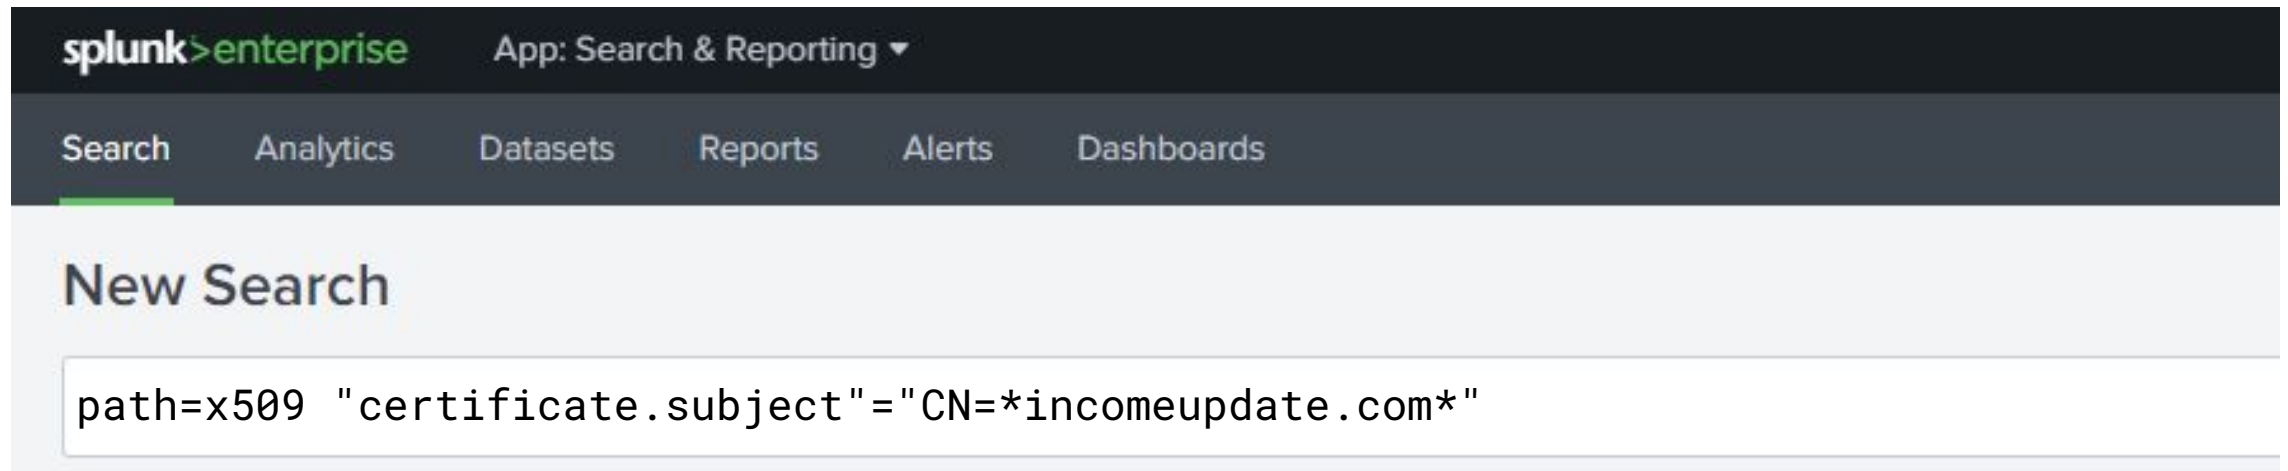 splunk>enterprise App: Search & Reporting
Search Analytics Datasets Reports Alerts Dashboards
New Search
path=x509 "certificate.subject"="CN=*incomeupdate.com*"